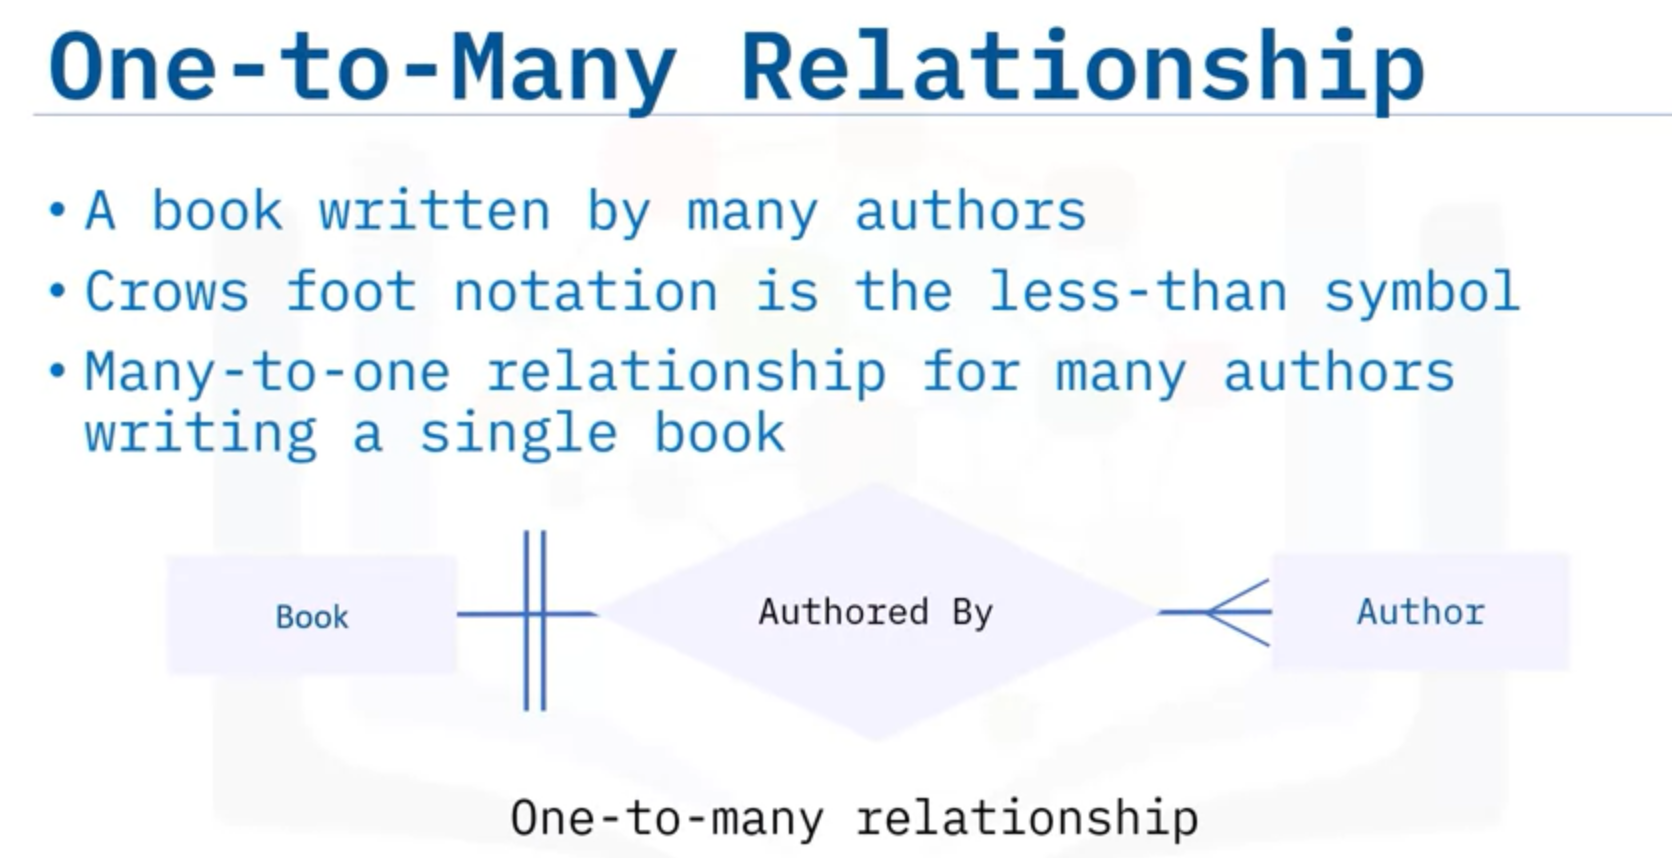 One-to-Many Relationship
• A book written by many authors
• Crows foot notation is the less-than symbol
• Many-to-one relationship for many authors
writing a single book
Book
Authored By
Author
One-to-many relationship